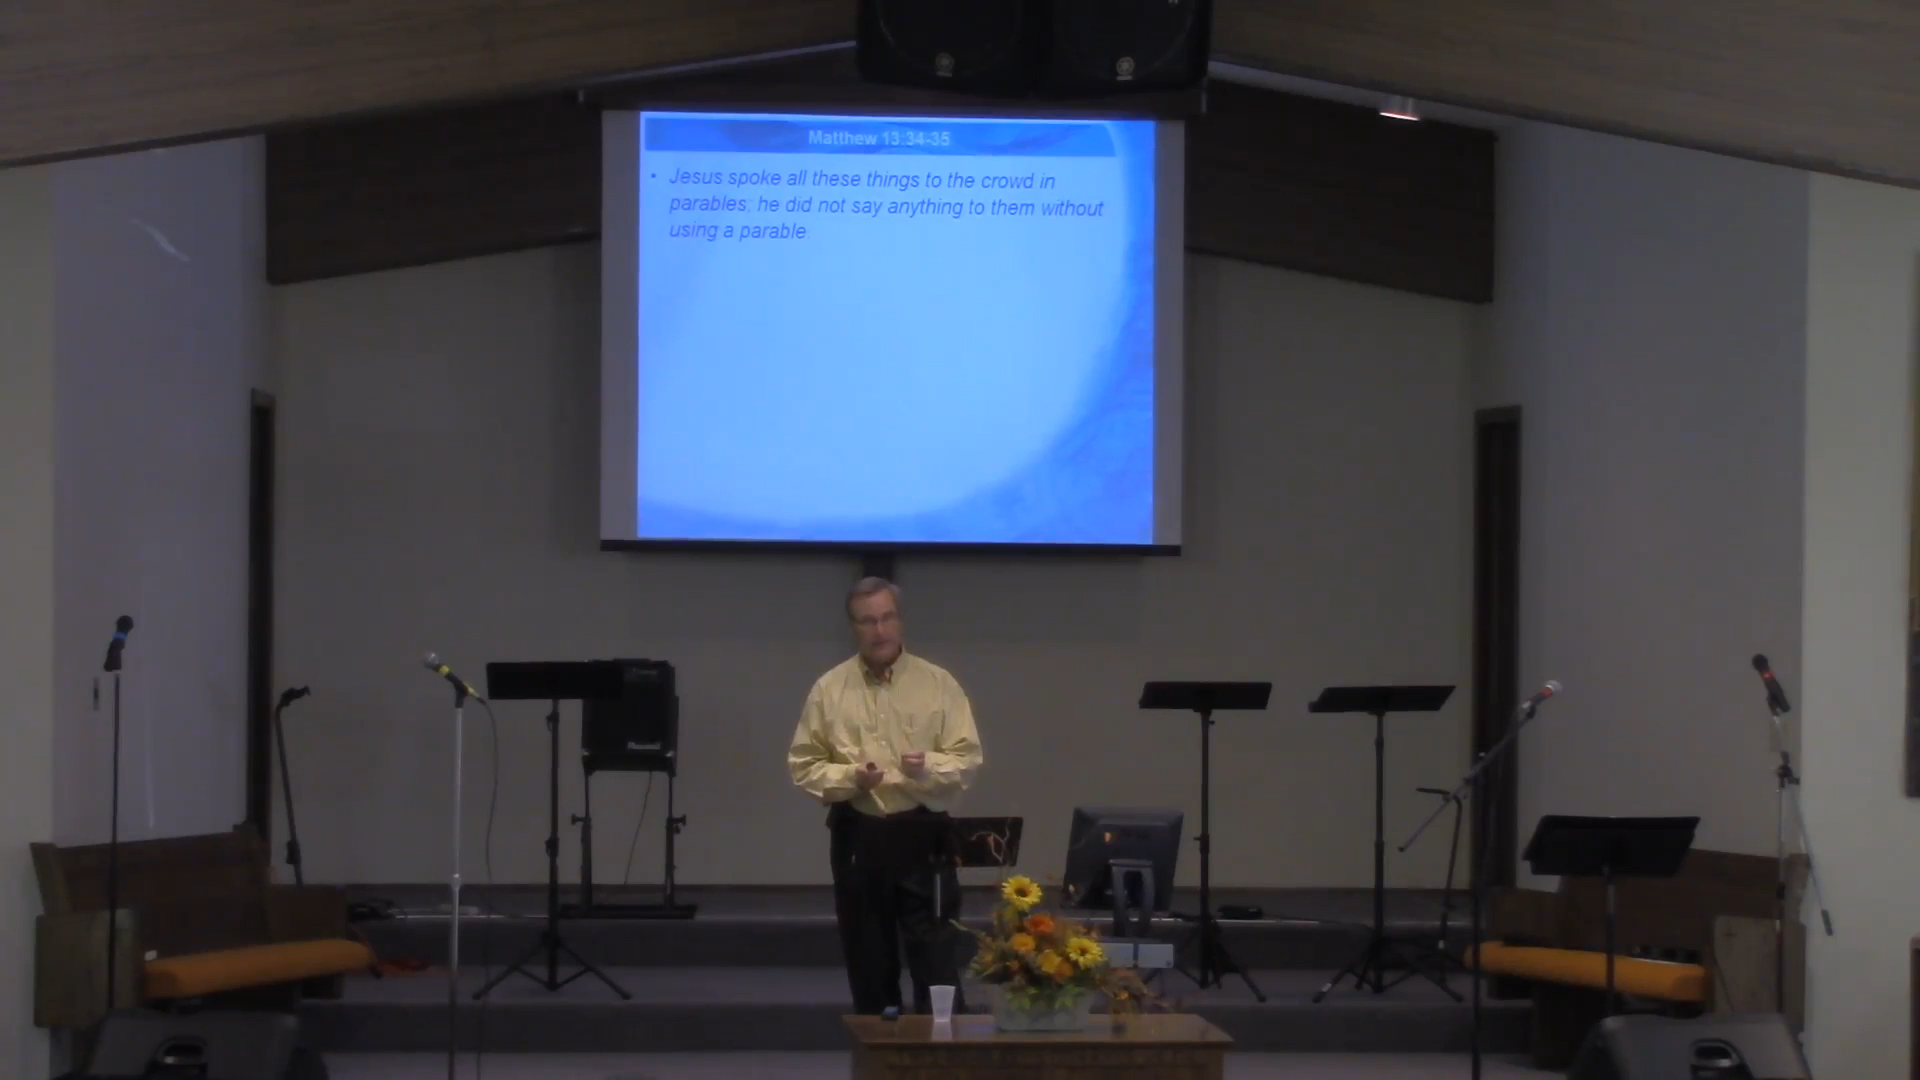 Matthew 13:34-35
• Jesus spoke all these things to the crowd in
parables; he did not say anything to them without
using a parable.